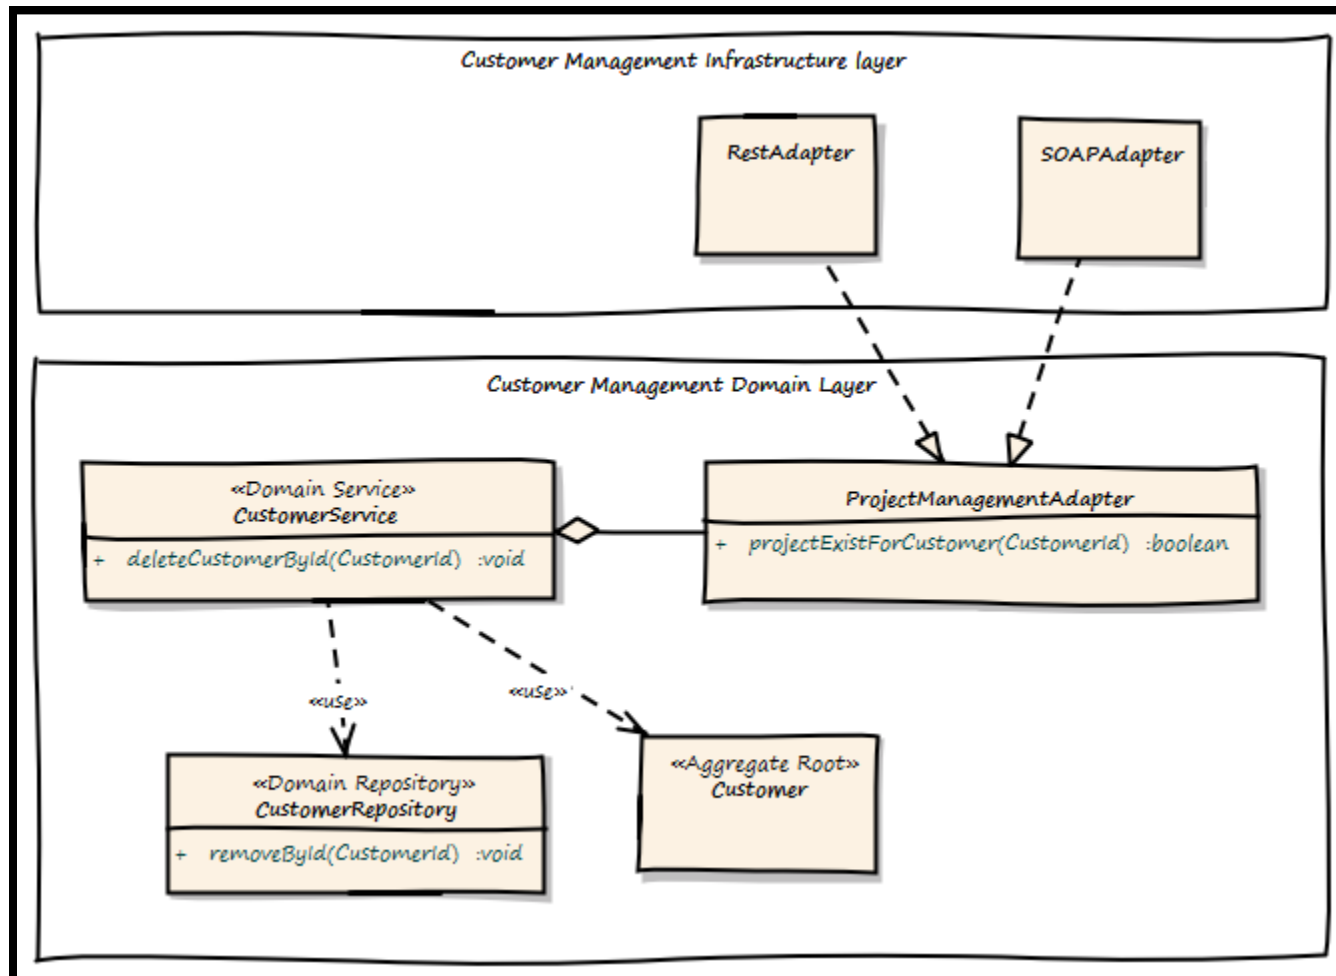 Customer Management Infrastructure layer
RestAdapter
SOAPAdapter
Customer Management Domain Layer
«Domain Service»
CustomerService
+ deleteCustomerById(CustomerId) :void
ProjectManagementAdapter
+ projectExistForCustomer(CustomerId) :boolean
«use»
«use»
«Domain Repository»
CustomerRepository
+ removeById(CustomerId) :void
«Aggregate Root»
Customer